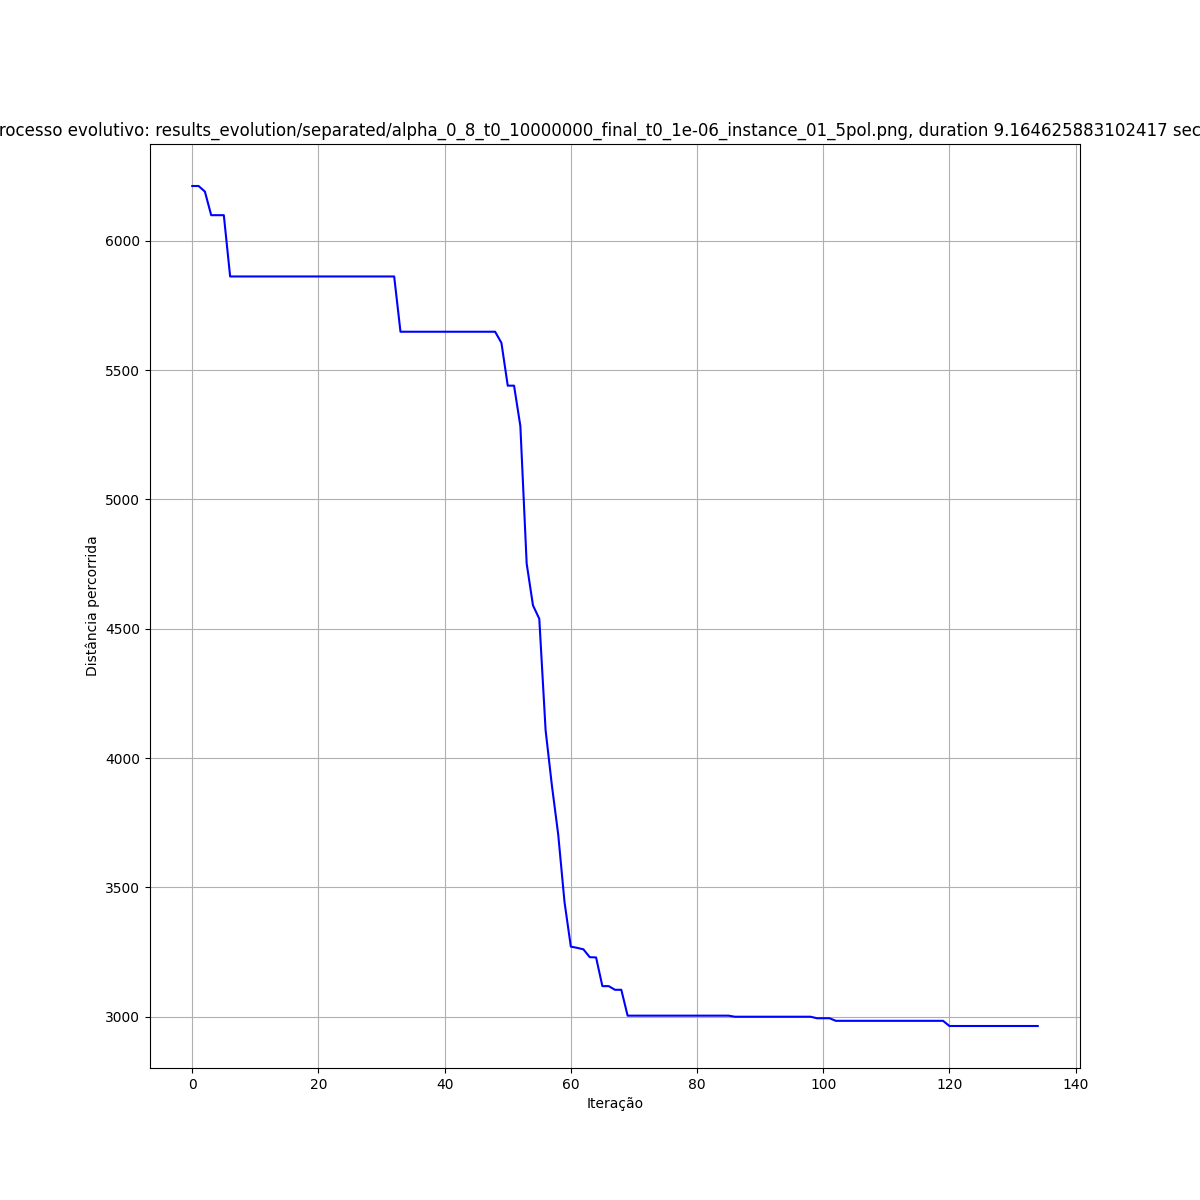 rocesso evolutivo: results_evolution/separated/alpha_0_8_t0_10000000_final_t0_1e-06_instance_01_5pol.png, duration 9.164625883102417 sec
6000
5500
5000
4500
4000
3500
3000
Distância percorrida
0 20 40 60 80 100 120 140
Iteração